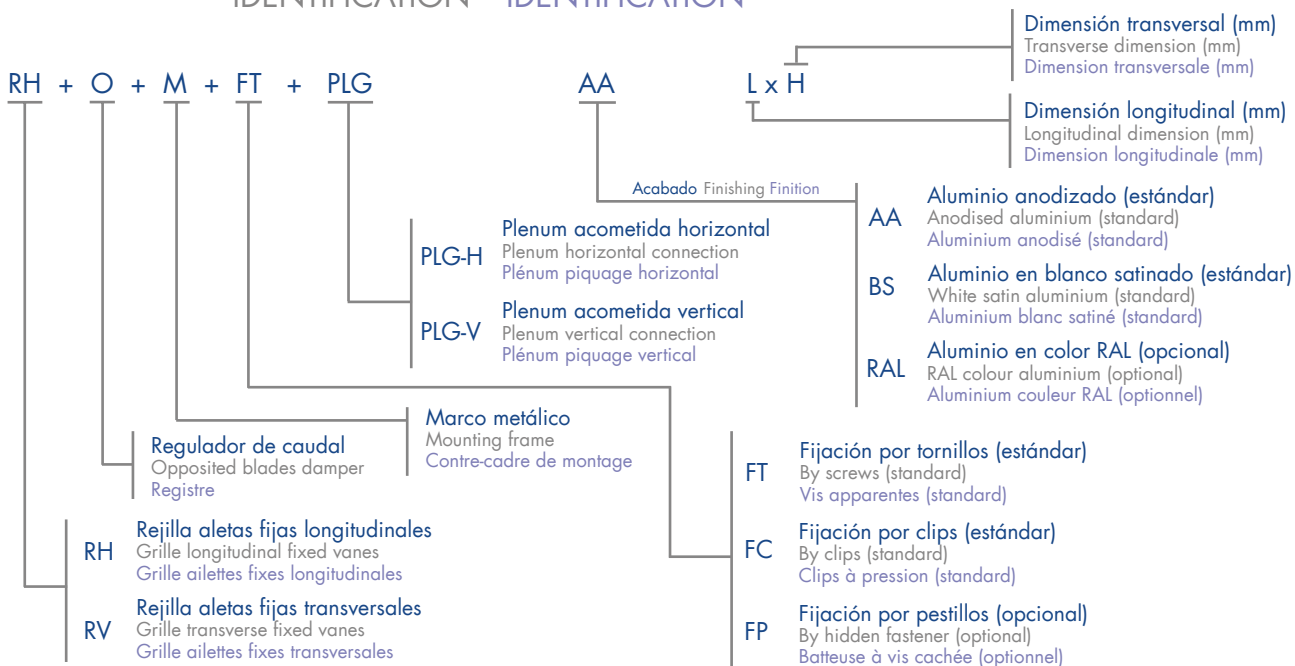 IDENTIFICATION IDENTIFICATION
Dimensión transversal (mm)
Transverse dimension (mm)
Dimension transversale (mm)
RH + O + M + FT + PLG AA L x H
Dimensión longitudinal (mm)
Longitudinal dimension (mm)
Dimension longitudinale (mm)
Acabado Finishing Finition
AA
Aluminio anodizado (estándar)
Anodised aluminium (standard)
Aluminium anodisé (standard)
BS
Aluminio en blanco satinado (estándar)
White satin aluminium (standard)
Aluminium blanc satiné (standard)
RAL
Aluminio en color RAL (opcional)
RAL colour aluminium (optional)
Aluminium couleur RAL (optionnel)
PLG-H
Plenum acometida horizontal
Plenum horizontal connection
Plénum piquage horizontal
PLG-V
Plenum acometida vertical
Plenum vertical connection
Plénum piquage vertical
Marco metálico
Mounting frame
Contre-cadre de montage
Regulador de caudal
Opposited blades damper
Registre
RH
Rejilla aletas fijas longitudinales
Grille longitudinal fixed vanes
Grille ailettes fixes longitudinales
RV
Rejilla aletas fijas transversales
Grille transverse fixed vanes
Grille ailettes fixes transversales
FT
Fijación por tornillos (estándar)
By screws (standard)
Vis apparentes (standard)
FC
Fijación por clips (estándar)
By clips (standard)
Clips à pression (standard)
FP
Fijación por pestillos (opcional)
By hidden fastener (optional)
Batteuse à vis cachée (optionnel)